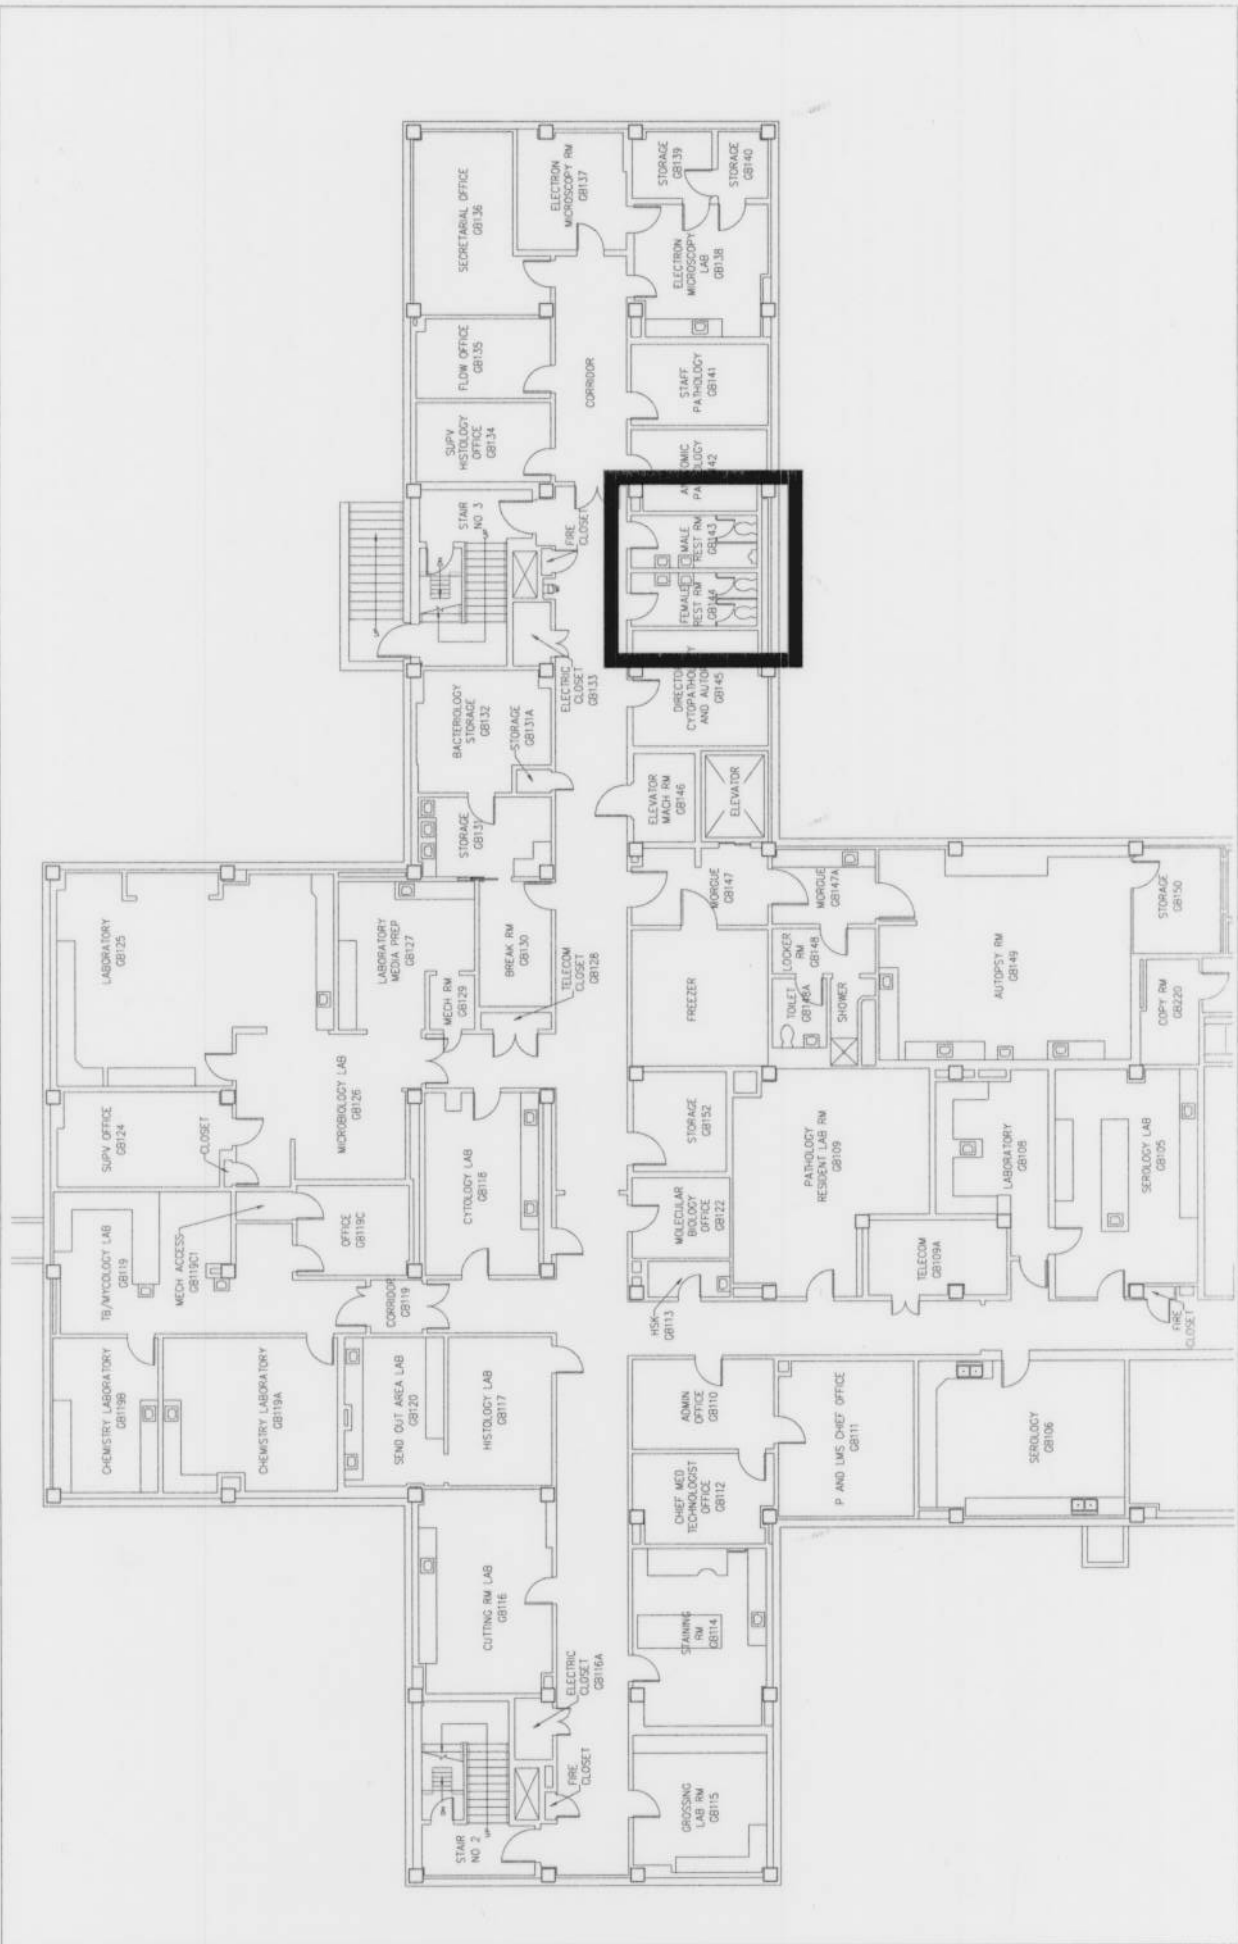 SECRETARIAL OFFICE
GB136
ELECTRON
MICROSCOPY RM
GB137
STORAGE
GB139
STORAGE
GB140
ELECTRON
MICROSCOPY
LAB
GB138
FLOW OFFICE
GB135
SUPV
HISTOLOGY
OFFICE
GB134
CORRIDOR
STAFF
PATHOLOGY
GB141
STAIR
NO 3
FIRE
CLOSET
MALE
REST RM
GB143
FEMALE
REST RM
GB144
ELECTRIC
CLOSET
GB133
BACTERIOLOGY
STORAGE
GB132
STORAGE
GB131A
GB145
STORAGE
GB131
ELEVATOR
MACH RM
GB146
ELEVATOR
LABORATORY
GB125
LABORATORY
MEDIA PREP
GB127
BREAK RM
GB130
MECH RM
GB129
TELECOM
CLOSET
GB128
MORGUE
GB147
MORGUE
GB147A
FREEZER
LOCKER
RM
GB148
TOILET
GB148A
SHOWER
AUTOPSY RM
GB149
STORAGE
GB150
COPY RM
GB220
SUPV OFFICE
GB124
CLOSET
MICROBIOLOGY LAB
GB126
CYTOLOGY LAB
GB118
STORAGE
GB152
MOLECULAR
BIOLOGY
OFFICE
GB122
PATHOLOGY
RESIDENT LAB RM
GB109
LABORATORY
GB108
SEROLOGY LAB
GB105
TELECOM
GB109A
TB/MYCOLOGY LAB
GB119
MECH ACCESS
GB119C1
OFFICE
GB119C
CORRIDOR
GB119
HSK
GB113
FIRE
CLOSET
CHEMISTRY LABORATORY
GB119B
CHEMISTRY LABORATORY
GB119A
SEND OUT AREA LAB
GB120
HISTOLOGY LAB
GB117
ADMIN
OFFICE
GB110
P AND LMS CHIEF OFFICE
GB111
SEROLOGY
GB106
CHIEF MED
TECHNOLOGIST
OFFICE
GB112
CUTTING RM LAB
GB116
STAINING
RM
GB114
ELECTRIC
CLOSET
GB116A
FIRE
CLOSET
GROSSING
LAB RM
GB115
STAIR
NO 2